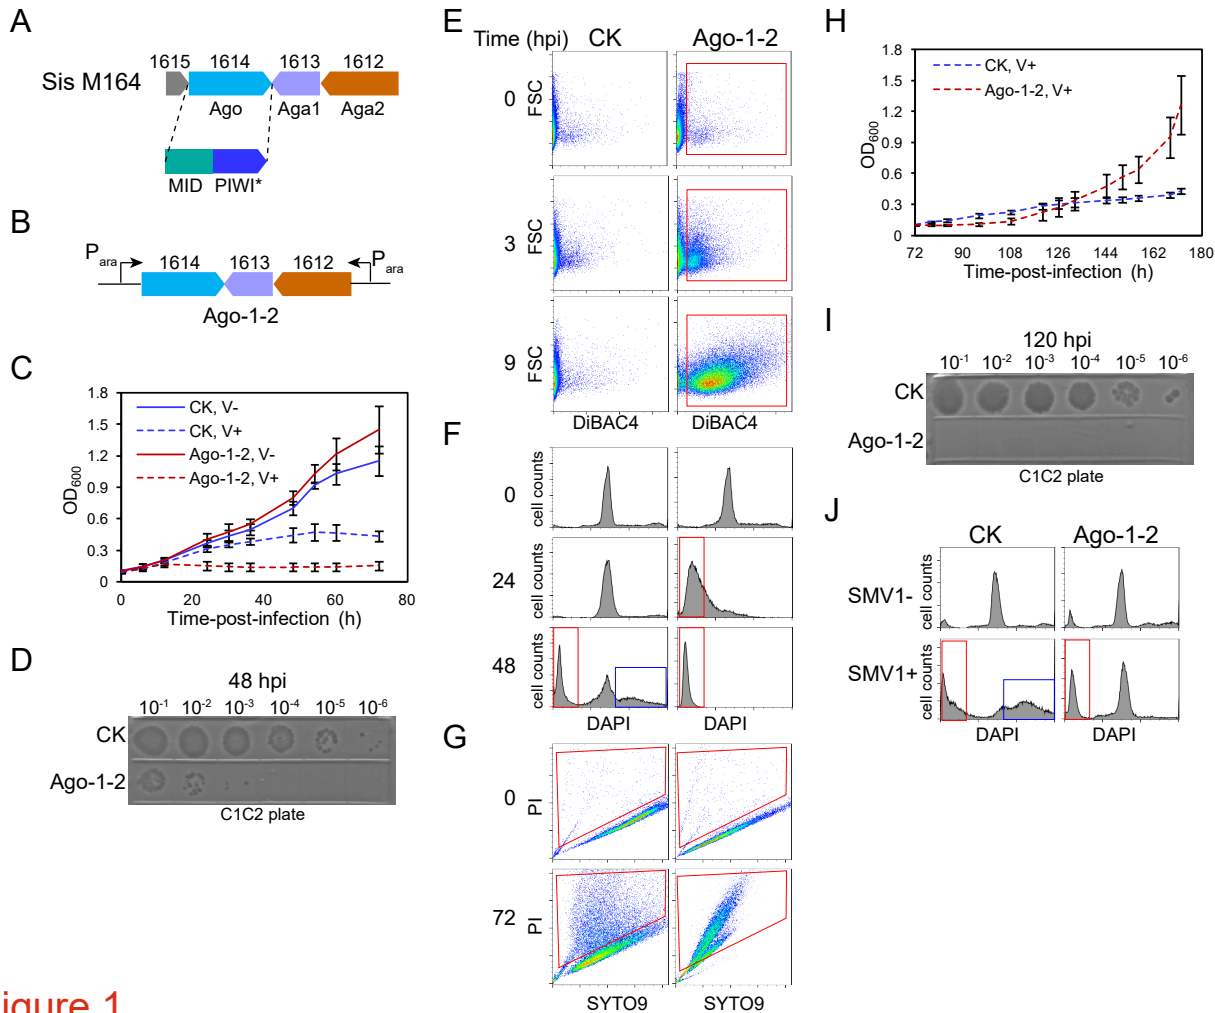 A
1615 1614 1613 1612
Sis M164
Ago Aga1 Aga2
MID PIWI*
B
Para Para
1614 1613 1612
Ago-1-2
C
1.8
1.5
1.2
0.9
0.6
0.3
0
OD600
CK, V-
CK, V+
Ago-1-2, V-
Ago-1-2, V+
0 20 40 60 80
Time-post-infection (h)
D
48 hpi
10-1 10-2 10-3 10-4 10-5 10-6
CK
Ago-1-2
C1C2 plate
E
Time (hpi) CK Ago-1-2
0 FSC
3 FSC
9 FSC
DiBAC4 DiBAC4
F
0 cell counts
24 cell counts
48 cell counts
DAPI DAPI
G
0 PI
72 PI
SYTO9 SYTO9
H
1.8
1.5
1.2
0.9
0.6
0.3
0
OD600
CK, V+
Ago-1-2, V+
72 90 108 126 144 162 180
Time-post-infection (h)
I
120 hpi
10-1 10-2 10-3 10-4 10-5 10-6
CK
Ago-1-2
C1C2 plate
J
CK Ago-1-2
SMV1- cell counts
SMV1+ cell counts
DAPI DAPI
igure 1